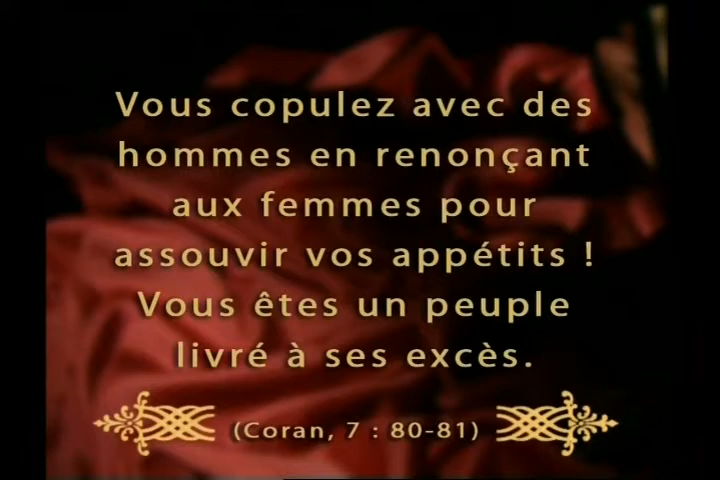 Vous copulez avec des
hommes en renonçant
aux femmes pour
assouvir vos appétits !
Vous êtes un peuple
livré à ses excès.
(Coran, 7 : 80-81)